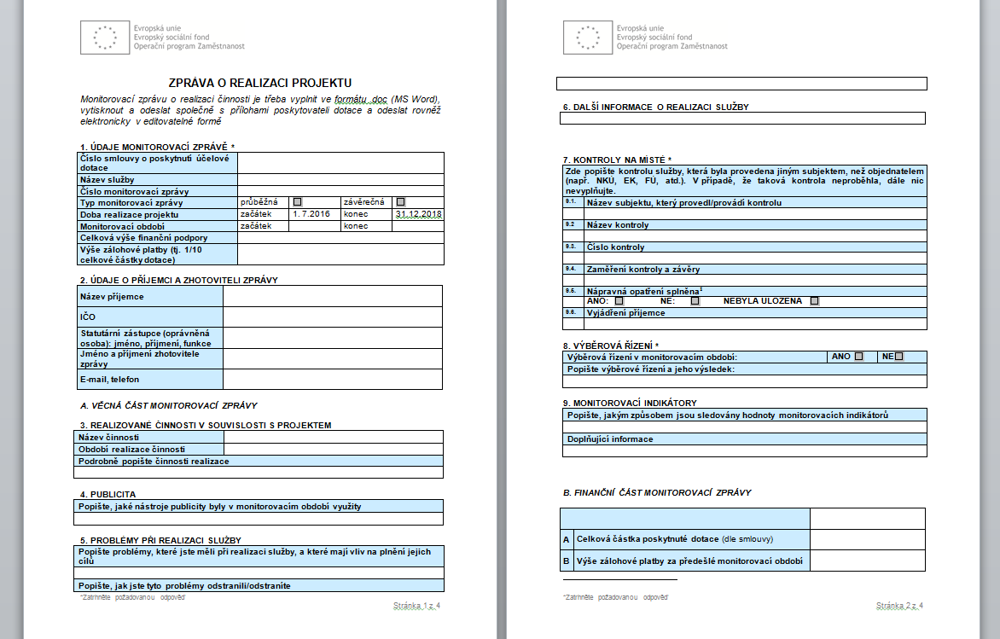 Evropská unie
Evropský sociální fond
Operační program Zaměstnanost
ZPRÁVA O REALIZACI PROJEKTU
Monitorovací zprávu o realizaci činnosti je třeba vyplnit ve formátu .doc (MS Word),
vytisknout a odeslat společně s přílohami poskytovateli dotace a odeslat rovněž
elektronicky v editovatelné formě
1. ÚDAJE MONITOROVACÍ ZPRÁVĚ *
Číslo smlouvy o poskytnutí účelové
dotace
Název služby
Číslo monitorovací zprávy
Typ monitorovací zprávy průběžná závěrečná
Doba realizace projektu začátek 1. 7.2016 konec 31.12.2018
Monitorovací období začátek konec
Celková výše finanční podpory
Výše zálohové platby (tj. 1/10
celkové částky dotace)
2. ÚDAJE O PŘÍJEMCI A ZHOTOVITELI ZPRÁVY
Název příjemce
IČO
Statutární zástupce (oprávněná
osoba): jméno, příjmení, funkce
Jméno a příjmení zhotovitele
zprávy
E-mail, telefon
A. VĚCNÁ ČÁST MONITOROVACÍ ZPRÁVY
3. REALIZOVANÉ ČINNOSTI V SOUVISLOSTI S PROJEKTEM
Název činnosti
Období realizace činnosti
Podrobně popište činnosti realizace
4. PUBLICITA
Popište, jaké nástroje publicity byly v monitorovacím období využity
5. PROBLÉMY PŘI REALIZACI SLUŽBY
Popište problémy, které jste měli při realizaci služby, a které mají vliv na plnění jejich
cílů
Popište, jak jste tyto problémy odstranili/odstraníte
*Zatrhněte požadovanou odpověď
Stránka 1 z 4
Evropská unie
Evropský sociální fond
Operační program Zaměstnanost
6. DALŠÍ INFORMACE O REALIZACI SLUŽBY
7. KONTROLY NA MÍSTĚ *
Zde popište kontrolu služby, která byla provedena jiným subjektem, než objednatelem
(např. NKÚ, EK, FÚ, atd.). V případě, že taková kontrola neproběhla, dále nic
nevyplňujte.
9.1. Název subjektu, který provedl/provádí kontrolu
9.2 Název kontroly
9.3. Číslo kontroly
9.4. Zaměření kontroly a závěry
9.5. Nápravná opatření splněna1
ANO: NE: NEBYLA ULOŽENA
9.6. Vyjádření příjemce
8. VÝBĚROVÁ ŘÍZENÍ *
Výběrová řízení v monitorovacím období: ANO NE
Popište výběrové řízení a jeho výsledek:
9. MONITOROVACÍ INDIKÁTORY
Popište, jakým způsobem jsou sledovány hodnoty monitorovacích indikátorů
Doplňující informace
B. FINANČNÍ ČÁST MONITOROVACÍ ZPRÁVY
A Celková částka poskytnuté dotace (dle smlouvy)
B Výše zálohové platby za předešlé monitorovací období
*Zatrhněte požadovanou odpověď
Stránka 2 z 4